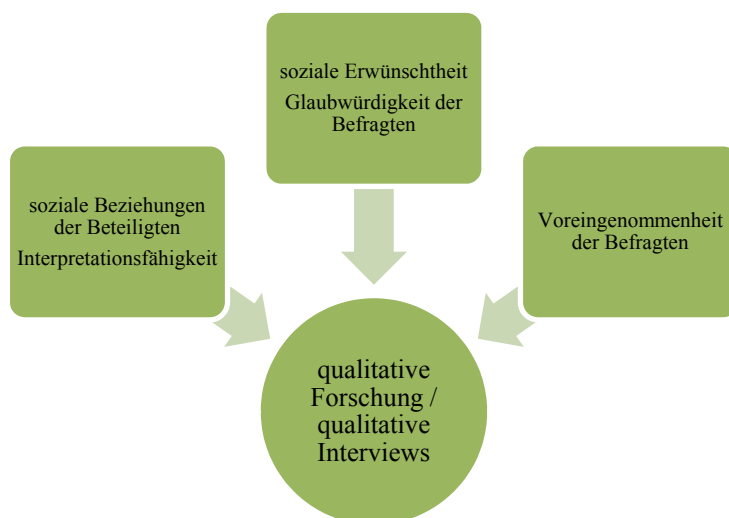 soziale Erwünschtheit
Glaubwürdigkeit der
Befragten
soziale Beziehungen
der Beteiligten
Interpretationsfähigkeit
Voreingenommenheit
der Befragten
qualitative
Forschung /
qualitative
Interviews